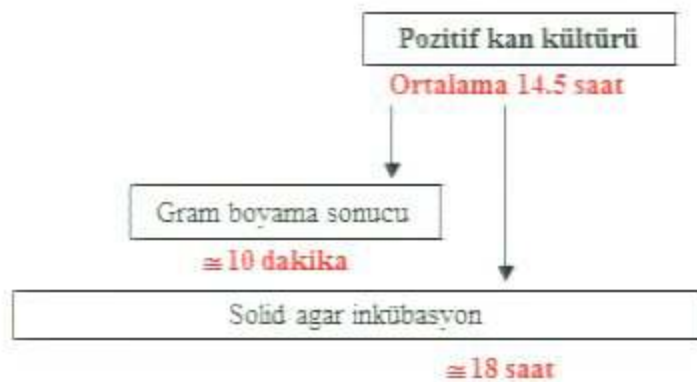 Pozitif kan kültürü
Ortalama 14.5 saat
Gram boyama sonucu
≅10 dakika
Solid agar inkübasyon
≅18 saat